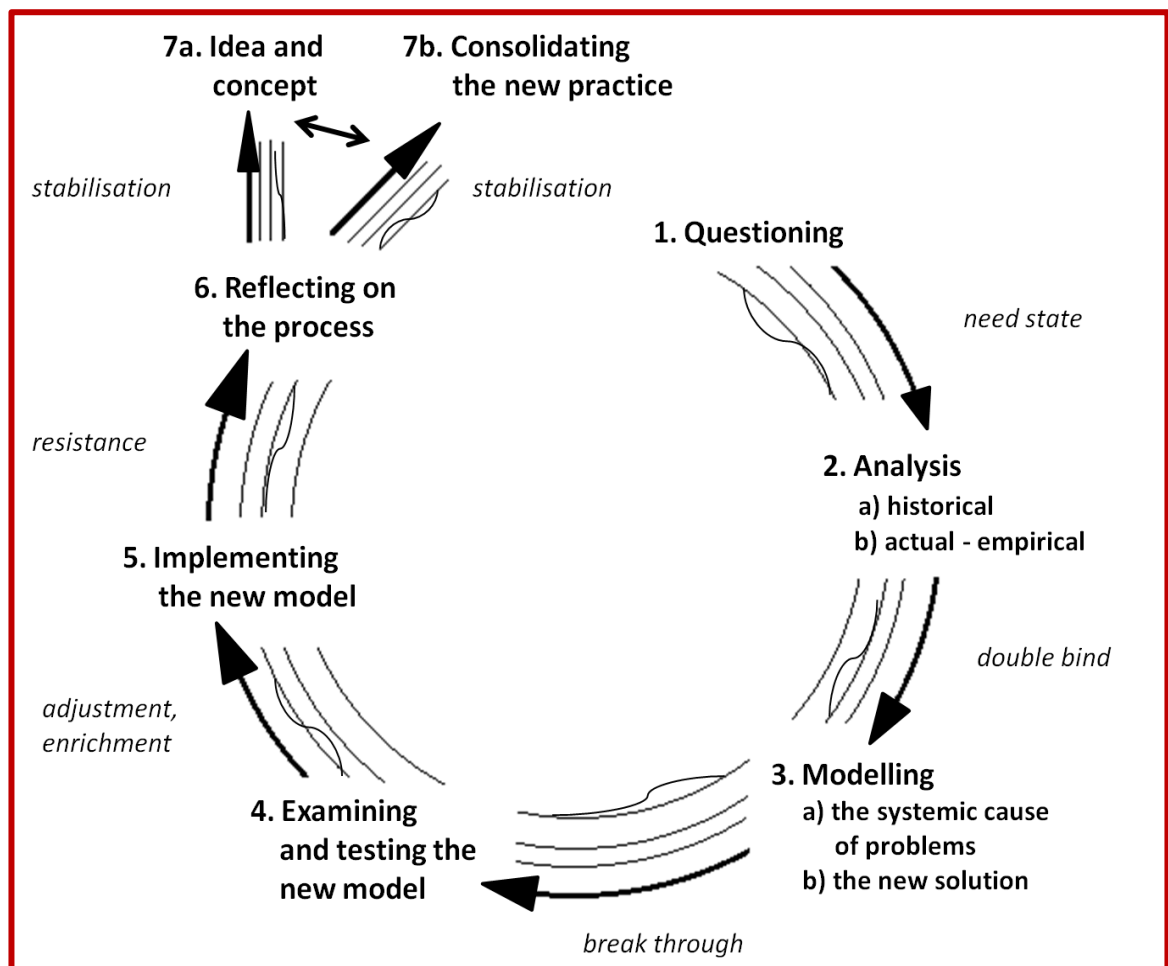 7a. Idea and
concept
7b. Consolidating
the new practice
stabilisation
stabilisation
1. Questioning
need state
2. Analysis
a) historical
b) actual - empirical
double bind
3. Modelling
a) the systemic cause
of problems
b) the new solution
break through
4. Examining
and testing the
new model
adjustment,
enrichment
5. Implementing
the new model
resistance
6. Reflecting on
the process